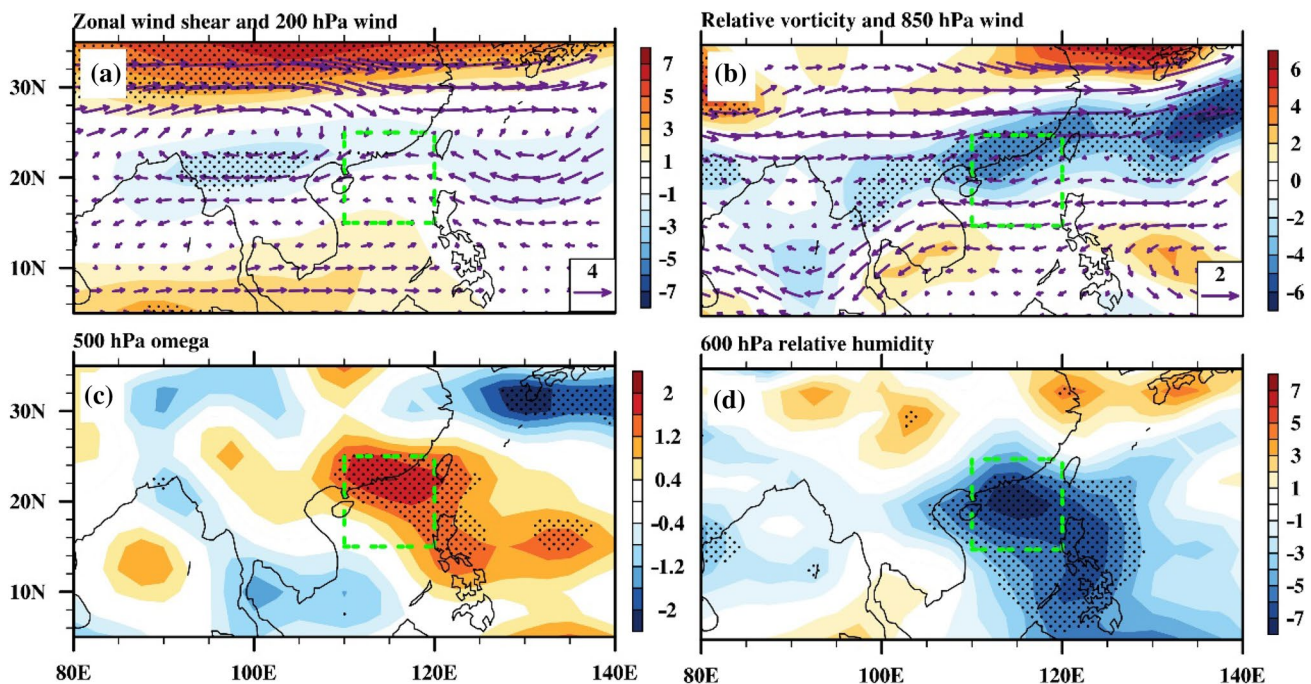 Zonal wind shear and 200 hPa wind
Relative vorticity and 850 hPa wind
(a)
(b)
30N
20N
10N
7
5
3
1
-1
-3
-5
-7
4
6
4
2
0
-2
-4
-6
2
500 hPa omega
600 hPa relative humidity
(c)
(d)
30N
20N
10N
2
1.2
0.4
-0.4
-1.2
-2
7
5
3
1
-1
-3
-5
-7
80E 100E 120E 140E
80E 100E 120E 140E